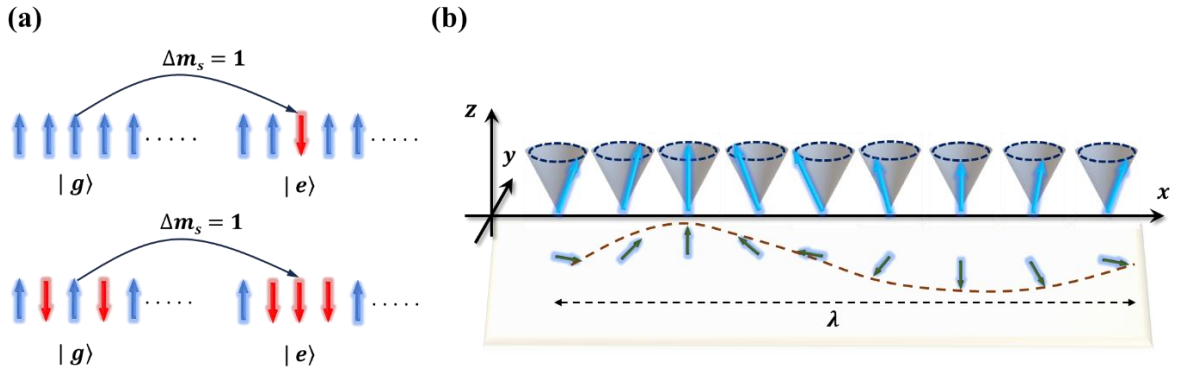 (a)
Δm_s = 1
· · · · · · · · · ·
| g⟩ | e⟩
Δm_s = 1
· · · · · · · · · ·
| g⟩ | e⟩
(b)
z
y
x
λ